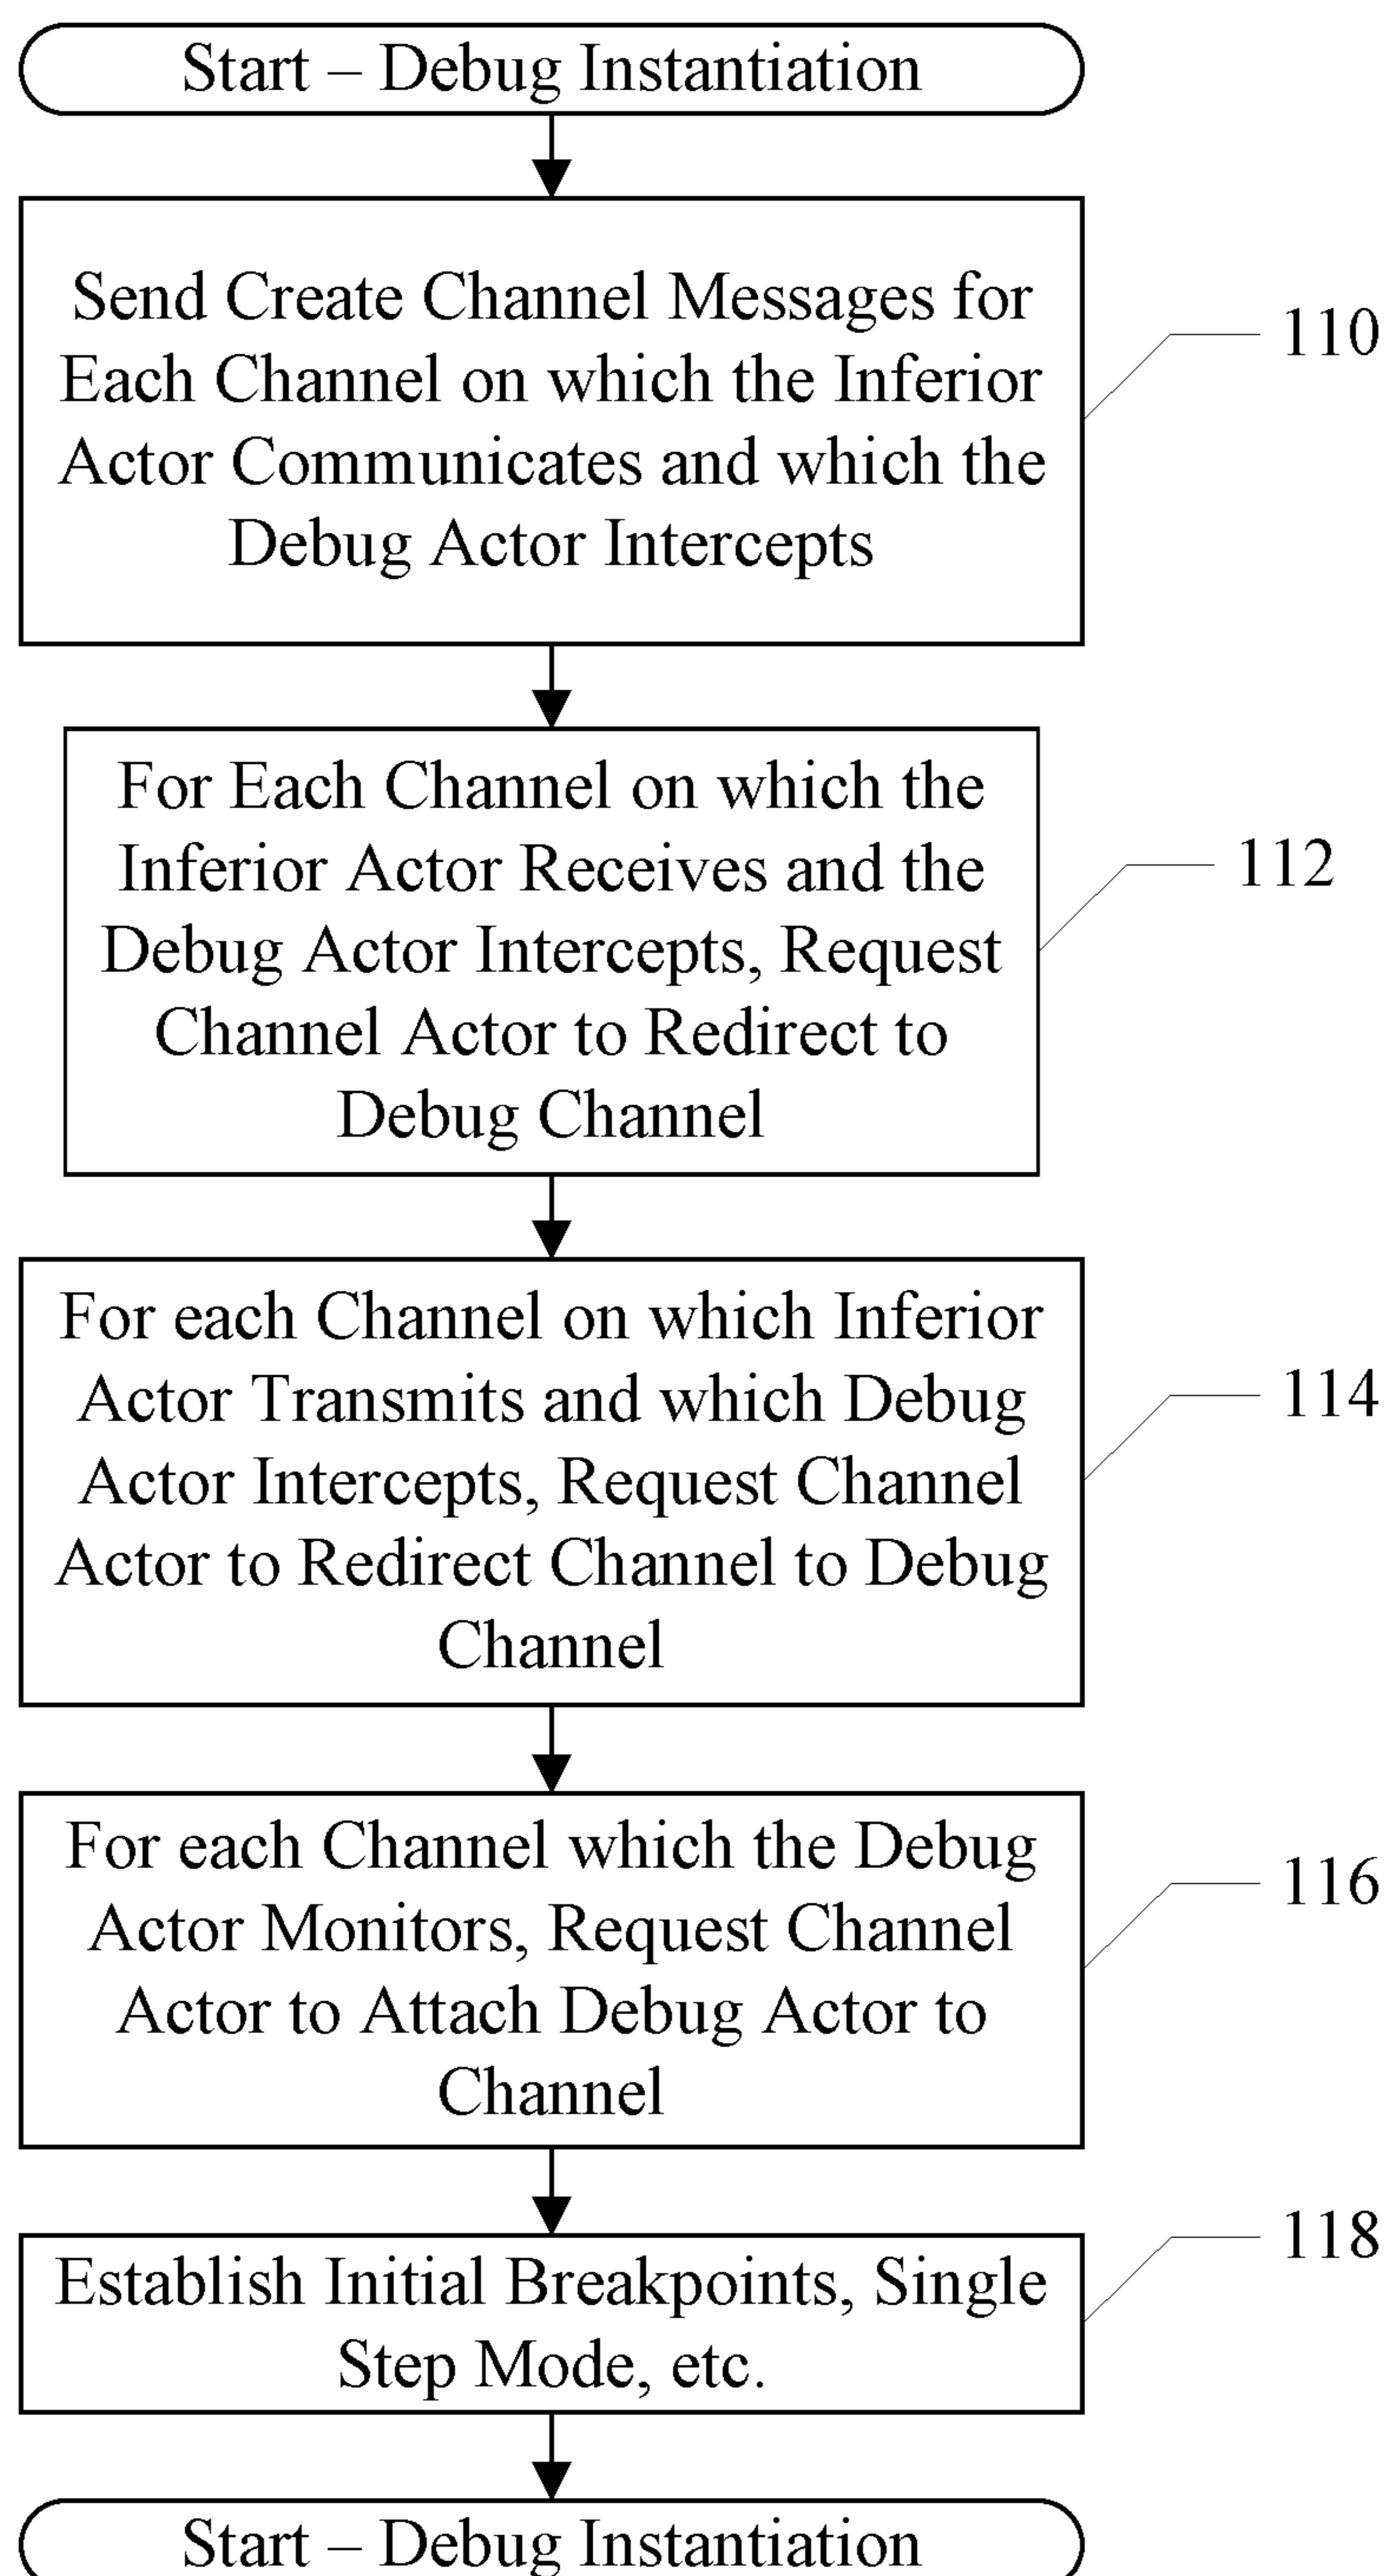 Start – Debug Instantiation
Send Create Channel Messages for
Each Channel on which the Inferior
Actor Communicates and which the
Debug Actor Intercepts
110
For Each Channel on which the
Inferior Actor Receives and the
Debug Actor Intercepts, Request
Channel Actor to Redirect to
Debug Channel
112
For each Channel on which Inferior
Actor Transmits and which Debug
Actor Intercepts, Request Channel
Actor to Redirect Channel to Debug
Channel
114
For each Channel which the Debug
Actor Monitors, Request Channel
Actor to Attach Debug Actor to
Channel
116
Establish Initial Breakpoints, Single
Step Mode, etc.
118
Start – Debug Instantiation